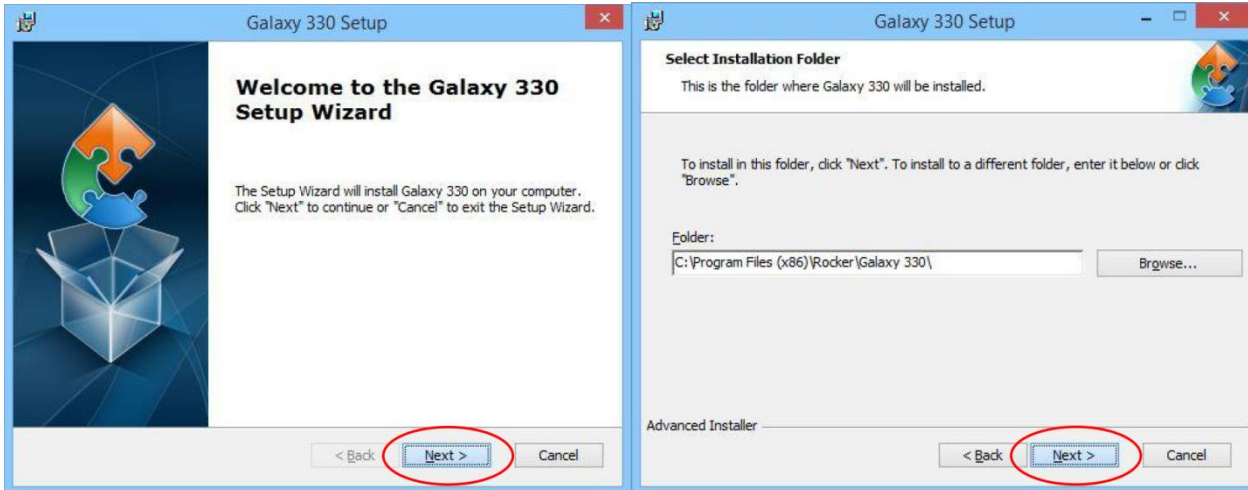 Galaxy 330 Setup
Welcome to the Galaxy 330
Setup Wizard
The Setup Wizard will install Galaxy 330 on your computer.
Click "Next" to continue or "Cancel" to exit the Setup Wizard.
< Back
Next >
Cancel
Galaxy 330 Setup
Select Installation Folder
This is the folder where Galaxy 330 will be installed.
To install in this folder, click "Next". To install to a different folder, enter it below or click
"Browse".
Folder:
C:\Program Files (x86)\Rocker\Galaxy 330\
Browse...
Advanced Installer
< Back
Next >
Cancel